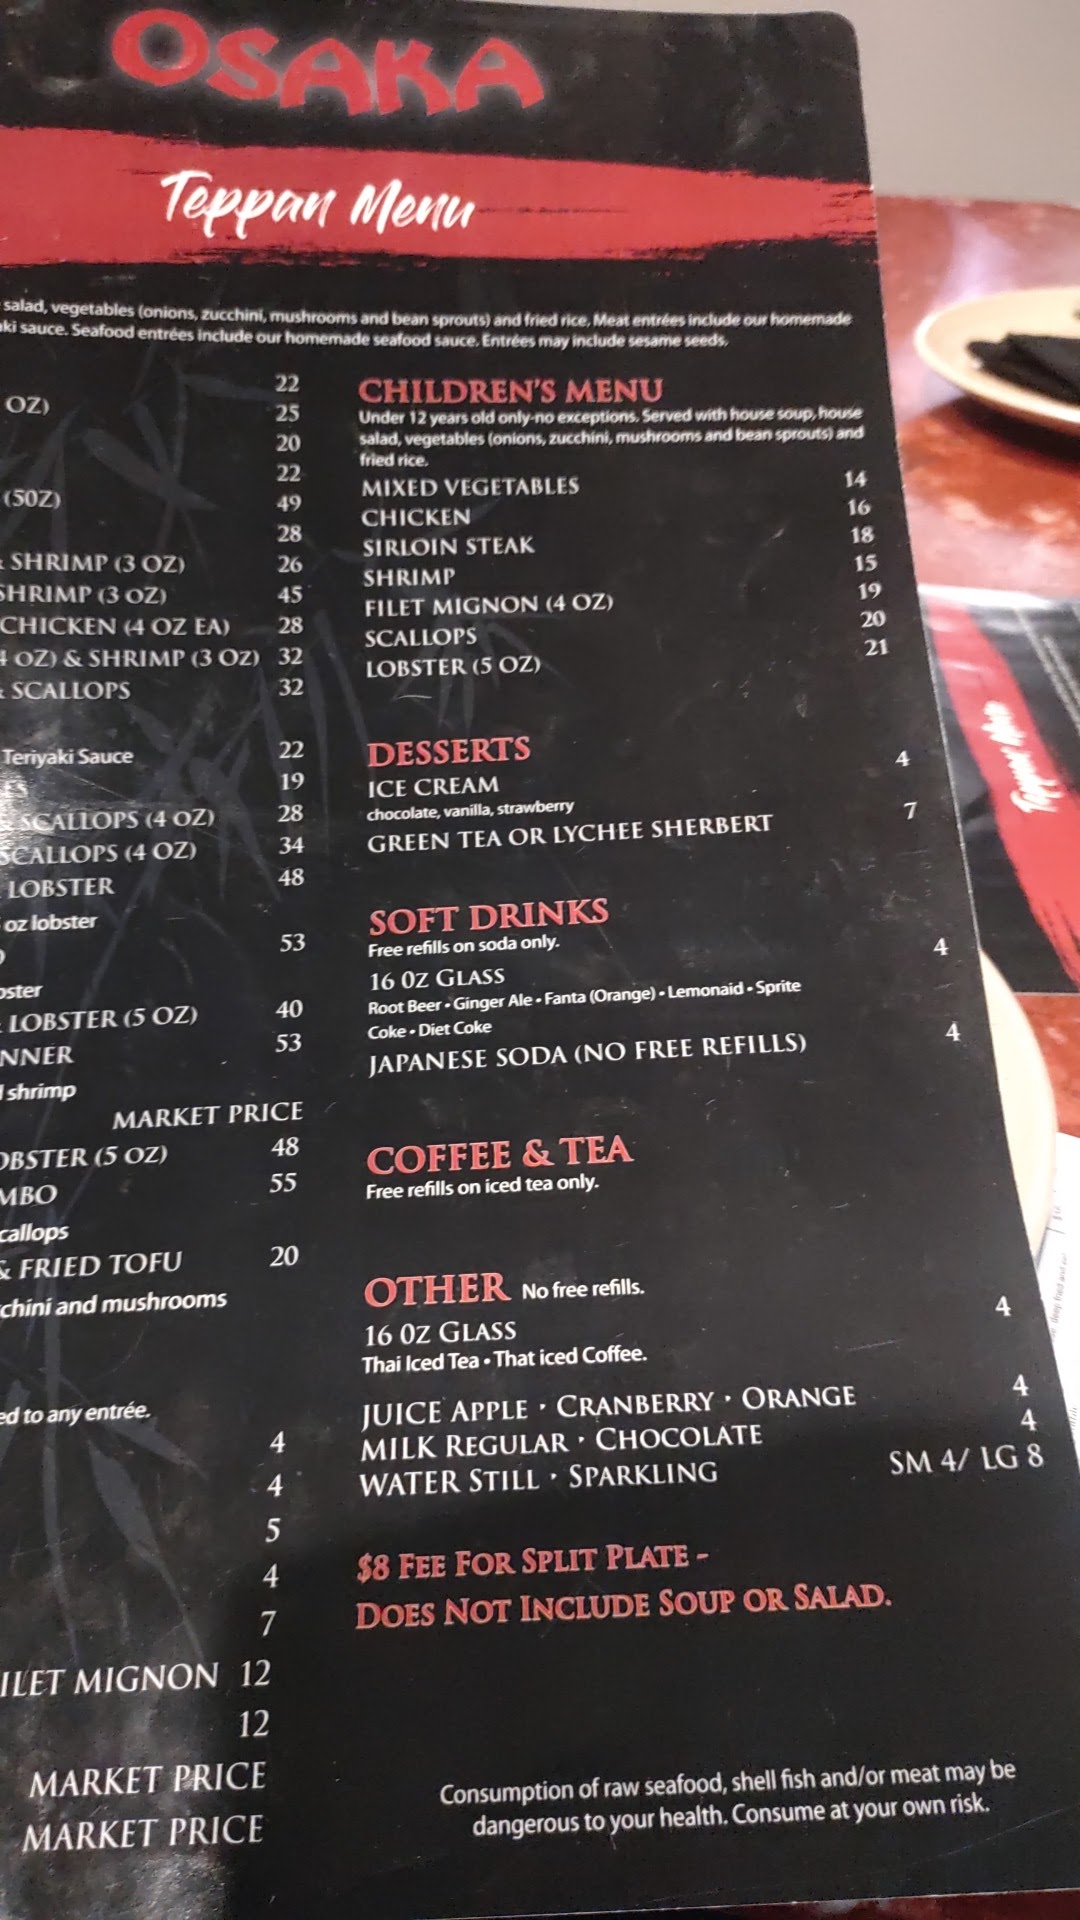 OSAKA
Teppan Menu
salad, vegetables (onions, zucchini, mushrooms and bean sprouts) and fried rice, Meat entrées include our homemade
aki sauce. Seafood entrées include our homemade seafood sauce. Entrées may include sesame seeds.
22
OZ) 25
20
22
(5OZ) 49
28
& SHRIMP (3 OZ) 26
SHRIMP (3 OZ) 45
CHICKEN (4 OZ EA) 28
4 OZ) & SHRIMP (3 OZ) 32
& SCALLOPS 32
Teriyaki Sauce 22
19
& SCALLOPS (4 OZ) 28
SCALLOPS (4 OZ) 34
LOBSTER 48
oz lobster
53
bster
& LOBSTER (5 OZ) 40
NNER 53
d shrimp
MARKET PRICE
OBSTER (5 OZ) 48
MBO 55
callops
& FRIED TOFU 20
chini and mushrooms
ed to any entrée.
4
4
5
4
7
ILET MIGNON 12
12
MARKET PRICE
MARKET PRICE
CHILDREN'S MENU
Under 12 years old only-no exceptions. Served with house soup, house
salad, vegetables (onions, zucchini, mushrooms and bean sprouts) and
fried rice.
MIXED VEGETABLES 14
CHICKEN 16
SIRLOIN STEAK 18
SHRIMP 15
FILET MIGNON (4 OZ) 19
SCALLOPS 20
LOBSTER (5 OZ) 21
DESSERTS
ICE CREAM 4
chocolate, vanilla, strawberry
GREEN TEA OR LYCHEE SHERBERT 7
SOFT DRINKS
Free refills on soda only.
16 OZ GLASS 4
Root Beer • Ginger Ale • Fanta (Orange) • Lemonaid • Sprite
Coke • Diet Coke
JAPANESE SODA (NO FREE REFILLS) 4
COFFEE & TEA
Free refills on iced tea only.
OTHER No free refills.
16 OZ GLASS 4
Thai Iced Tea • That iced Coffee.
JUICE APPLE • CRANBERRY • ORANGE 4
MILK REGULAR • CHOCOLATE 4
WATER STILL • SPARKLING SM 4/ LG 8
$8 FEE FOR SPLIT PLATE -
DOES NOT INCLUDE SOUP OR SALAD.
Consumption of raw seafood, shell fish and/or meat may be
dangerous to your health. Consume at your own risk.
Teppan Menu